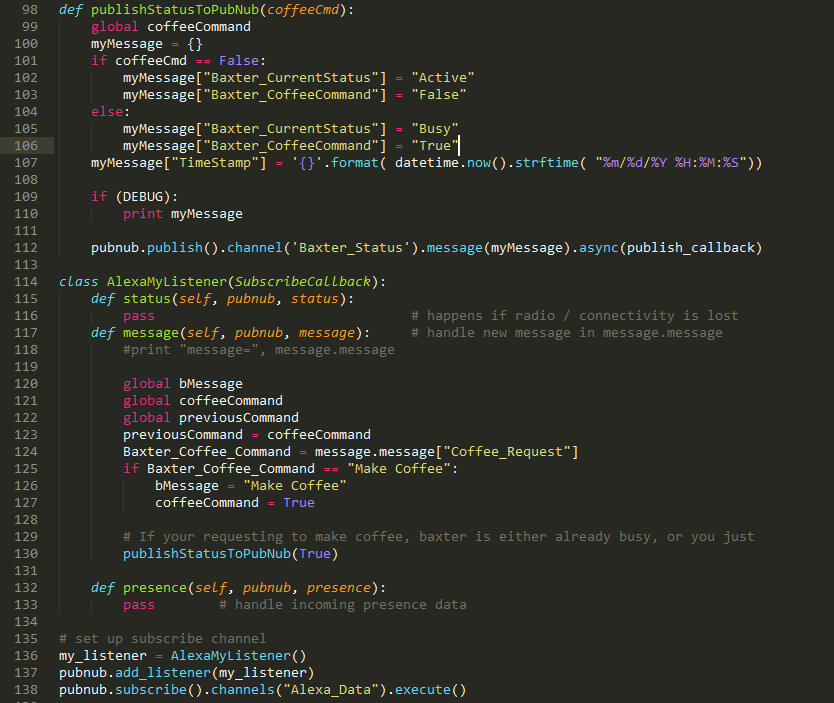 98 def publishStatusToPubNub(coffeeCmd):
99     global coffeeCommand
100     myMessage = {}
101     if coffeeCmd == False:
102         myMessage["Baxter_CurrentStatus"] = "Active"
103         myMessage["Baxter_CoffeeCommand"] = "False"
104     else:
105         myMessage["Baxter_CurrentStatus"] = "Busy"
106         myMessage["Baxter_CoffeeCommand"] = "True"
107     myMessage["TimeStamp"] = '{}'.format( datetime.now().strftime( "%m/%d/%Y %H:%M:%S"))
108
109     if (DEBUG):
110         print myMessage
111
112     pubnub.publish().channel('Baxter_Status').message(myMessage).async(publish_callback)
113
114 class AlexaMyListener(SubscribeCallback):
115     def status(self, pubnub, status):
116         pass                                # happens if radio / connectivity is lost
117     def message(self, pubnub, message):     # handle new message in message.message
118         #print "message=", message.message
119
120         global bMessage
121         global coffeeCommand
122         global previousCommand
123         previousCommand = coffeeCommand
124         Baxter_Coffee_Command = message.message["Coffee_Request"]
125         if Baxter_Coffee_Command == "Make Coffee":
126             bMessage = "Make Coffee"
127             coffeeCommand = True
128
129         # If your requesting to make coffee, baxter is either already busy, or you just
130         publishStatusToPubNub(True)
131
132     def presence(self, pubnub, presence):
133         pass        # handle incoming presence data
134
135 # set up subscribe channel
136 my_listener = AlexaMyListener()
137 pubnub.add_listener(my_listener)
138 pubnub.subscribe().channels("Alexa_Data").execute()